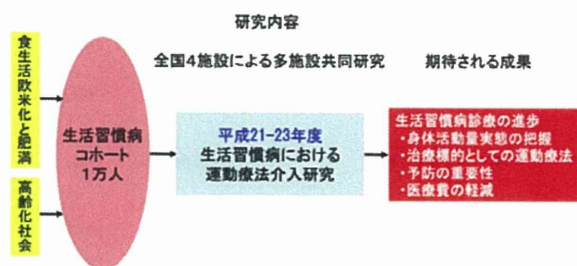 研究内容
全国4施設による多施設共同研究
期待される成果
食生活欧米化と肥満
高齢化社会
生活習慣病
コホート
1万人
平成21-23年度
生活習慣病における
運動療法介入研究
生活習慣病診療の進歩
・身体活動量実態の把握
・治療標的としての運動療法
・予防の重要性
・医療費の軽減